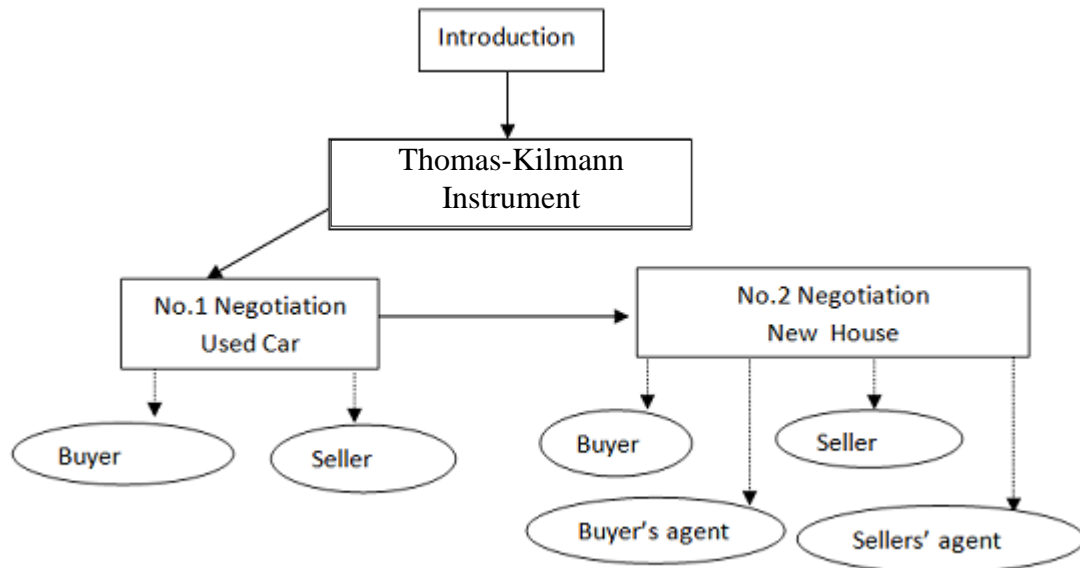 Introduction
Thomas-Kilmann
Instrument
No.1 Negotiation
Used Car
No.2 Negotiation
New House
Buyer
Seller
Buyer
Seller
Buyer's agent
Sellers' agent